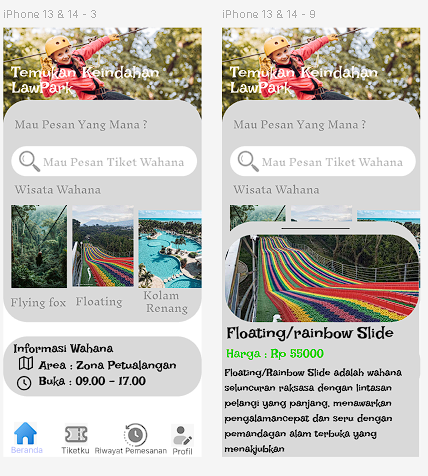 iPhone 13 & 14 - 3
Temukan Keindahan
LawPark
Mau Pesan Yang Mana ?
Mau Pesan Tiket Wahana
Wisata Wahana
Flying fox
Floating
Kolam
Renang
Informasi Wahana
Area : Zona Petualangan
Buka : 09.00 - 17.00
Beranda
Tiketku
Riwayat Pemesanan
Profil
iPhone 13 & 14 - 9
Temukan Keindahan
LawPark
Mau Pesan Yang Mana ?
Mau Pesan Tiket Wahana
Wisata Wahana
Floating/rainbow Slide
Harga : Rp 55000
Floating/Rainbow Slide adalah wahana
seluncuran raksasa dengan lintasan
pelangi yang panjang, menawarkan
pengalamancepat dan seru dengan
pemandagan alam terbuka yang
menakjubkan